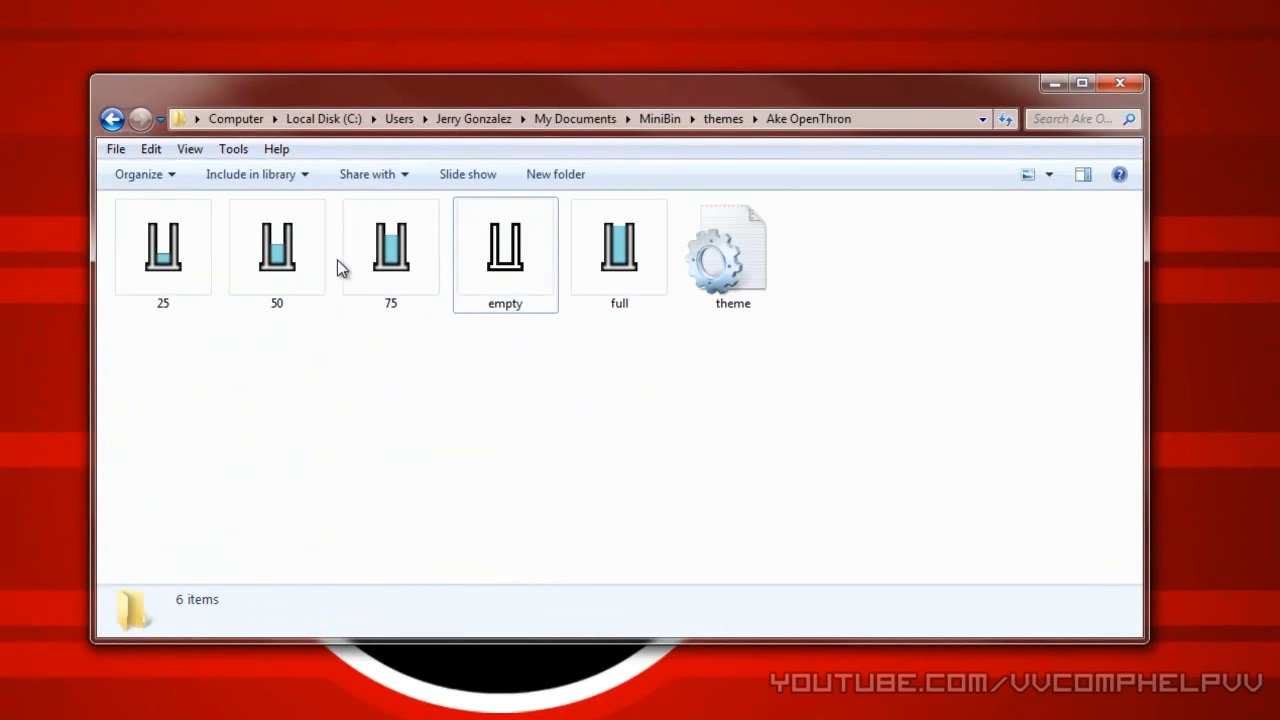 Computer Local Disk (C:) Users Jerry Gonzalez My Documents MiniBin themes Ake OpenThron
Search Ake O...
File Edit View Tools Help
Organize Include in library Share with Slide show New folder
25 50 75 empty full theme
6 items
YOUTUBE.COM/VVCOMPHELPVV